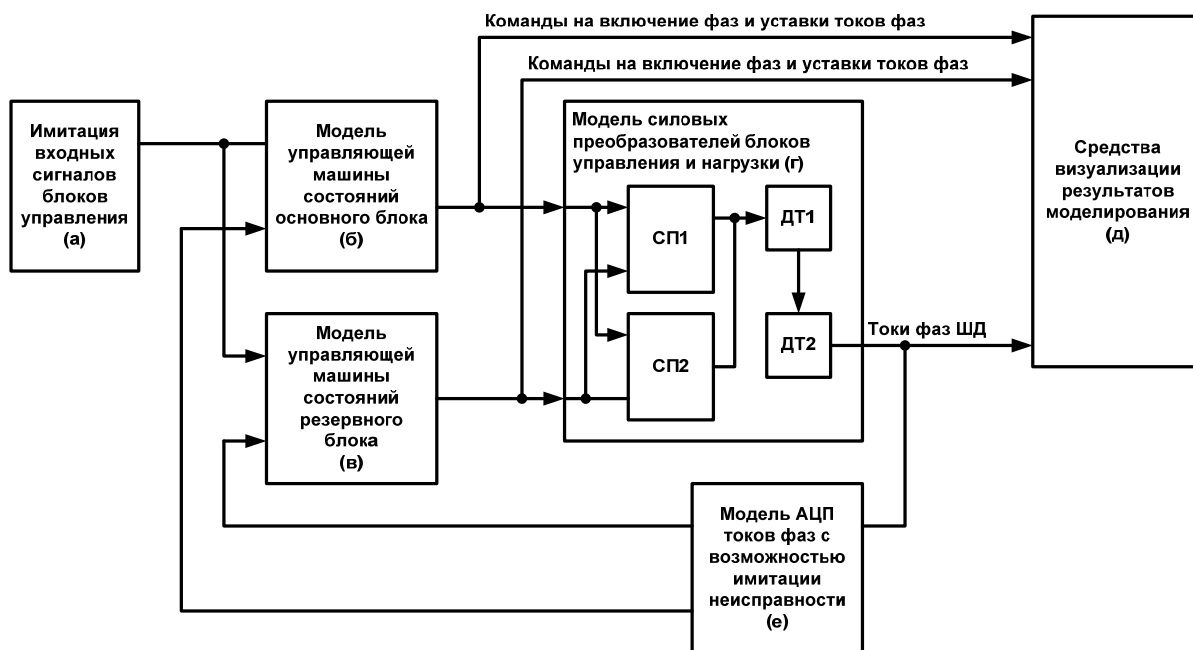 Команды на включение фаз и уставки токов фаз
Команды на включение фаз и уставки токов фаз
Имитация
входных
сигналов
блоков
управления
(а)
Модель
управляющей
машины
состояний
основного блока
(б)
Модель
управляющей
машины
состояний
резервного
блока
(в)
Модель силовых
преобразователей блоков
управления и нагрузки (г)
СП1
СП2
ДТ1
ДТ2
Токи фаз ШД
Средства
визуализации
результатов
моделирования
(д)
Модель АЦП
токов фаз с
возможностью
имитации
неисправности
(е)